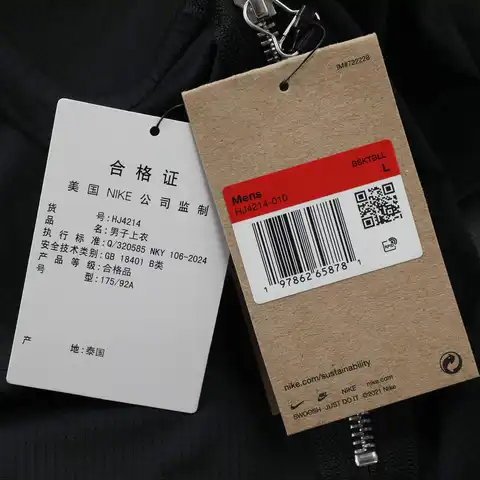 合格证
美国 NIKE 公司监制
货号:HJ4214
品名:男子上衣
执行标准:Q/320585 NKY 106-2024
安全技术类别:GB 18401 B类
产品等级:合格品
号型:175/92A
产地:泰国
IM#722228
BSKTBLL
Mens
L
HJ4214-010
1 97862 65878 1
RFID
nike.com/sustainability
NIKE nike.com
SWOOSH JUST DO IT ©2021 Nike